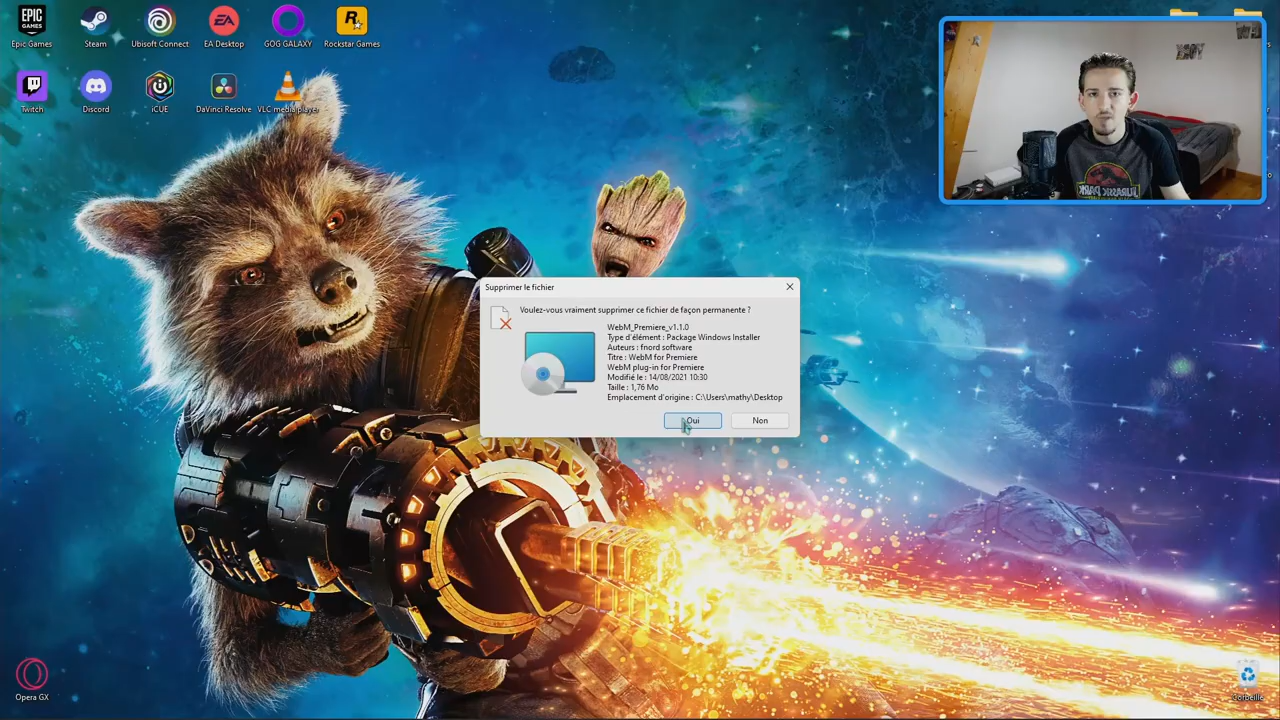 Epic Games
Steam
Ubisoft Connect
EA Desktop
GOG GALAXY
Rockstar Games
Twitch
Discord
iCUE
DaVinci Resolve
VLC media player
Supprimer le fichier
Voulez-vous vraiment supprimer ce fichier de façon permanente ?
WebM_Premiere_v1.1.0
Type d'élément : Package Windows Installer
Auteurs : fnord software
Titre : WebM for Premiere
WebM plug-in for Premiere
Modifié le : 14/08/2021 10:30
Taille : 1,76 Mo
Emplacement d'origine : C:\Users\mathy\Desktop
Oui
Non
Opera GX
Corbeille